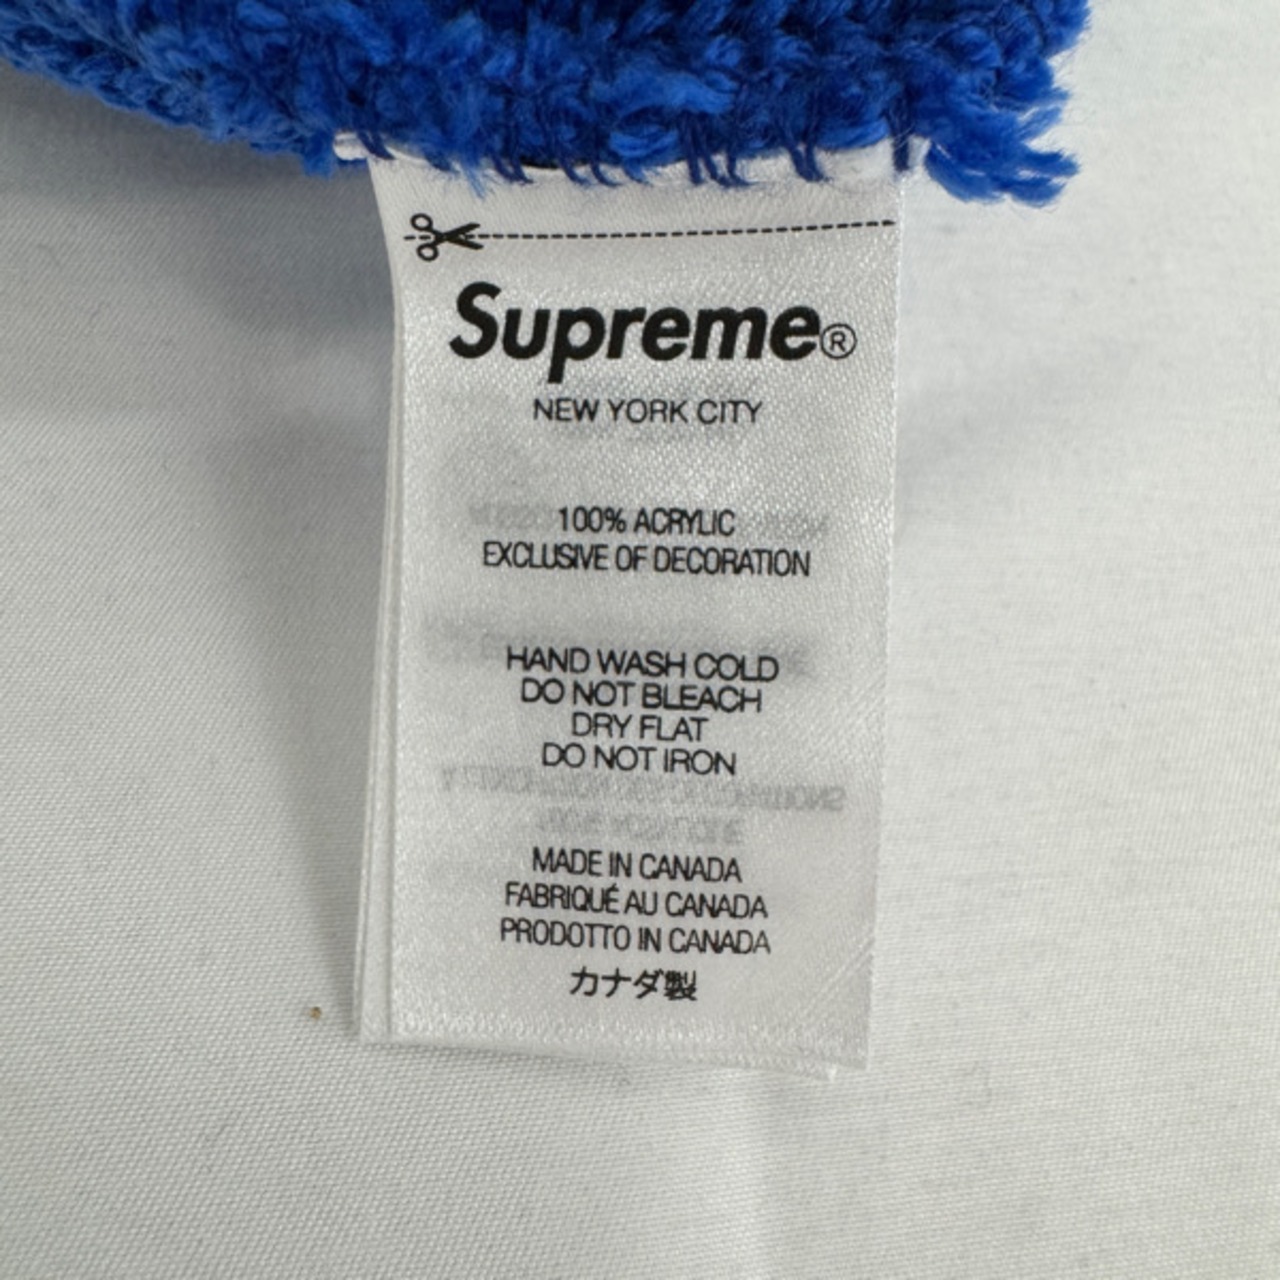 Supreme®
NEW YORK CITY
100% ACRYLIC
EXCLUSIVE OF DECORATION
HAND WASH COLD
DO NOT BLEACH
DRY FLAT
DO NOT IRON
MADE IN CANADA
FABRIQUÉ AU CANADA
PRODOTTO IN CANADA
カナダ製